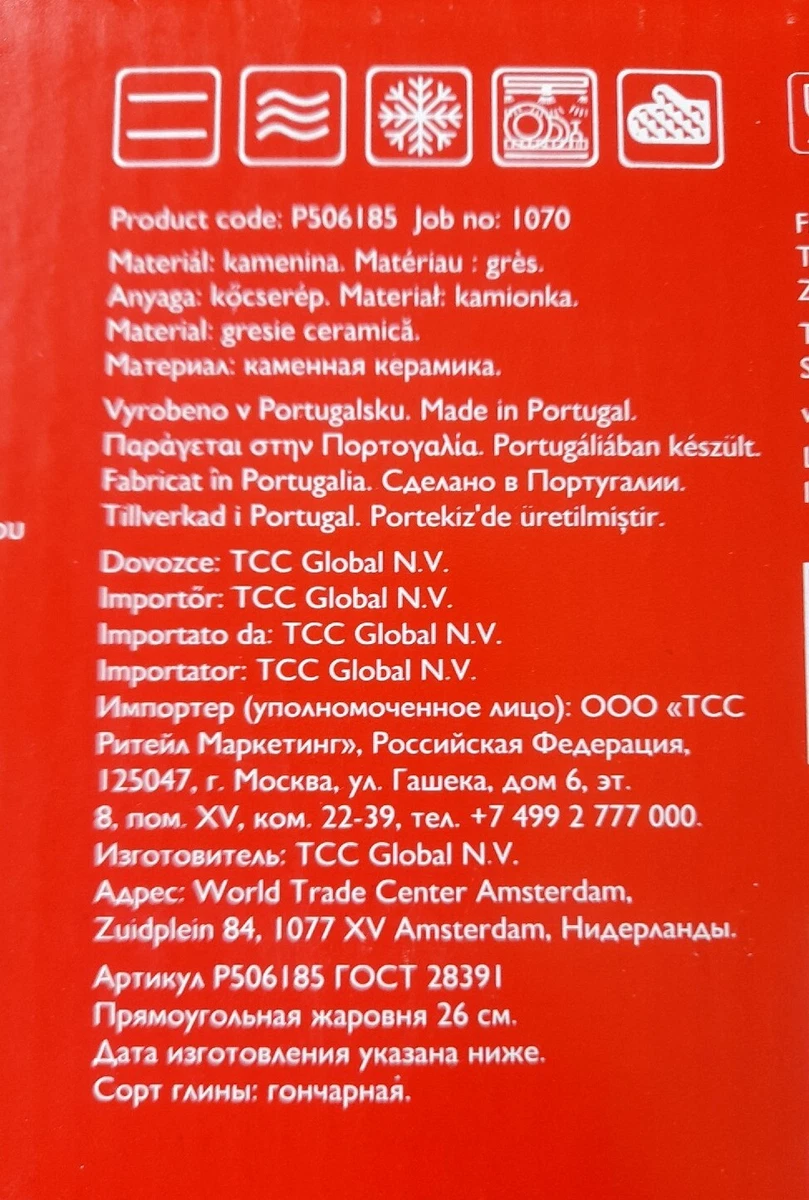 Product code: P506185 Job no: 1070
Materiál: kamenina. Matériau : grès.
Anyaga: kőcserép. Materiał: kamionka.
Material: gresie ceramică.
Материал: каменная керамика.
Vyrobeno v Portugalsku. Made in Portugal.
Παράγεται στην Πορτογαλία. Portugáliában készült.
Fabricat în Portugalia. Сделано в Португалии.
Tillverkad i Portugal. Portekiz'de üretilmiştir.
Dovozce: TCC Global N.V.
Importőr: TCC Global N.V.
Importato da: TCC Global N.V.
Importator: TCC Global N.V.
Импортер (уполномоченное лицо): ООО «ТСС
Ритейл Маркетинг», Российская Федерация,
125047, г. Москва, ул. Гашека, дом 6, эт.
8, пом. XV, ком. 22-39, тел. +7 499 2 777 000.
Изготовитель: TCC Global N.V.
Адрес: World Trade Center Amsterdam,
Zuidplein 84, 1077 XV Amsterdam, Нидерланды.
Артикул P506185 ГОСТ 28391
Прямоугольная жаровня 26 см.
Дата изготовления указана ниже.
Сорт глины: гончарная.